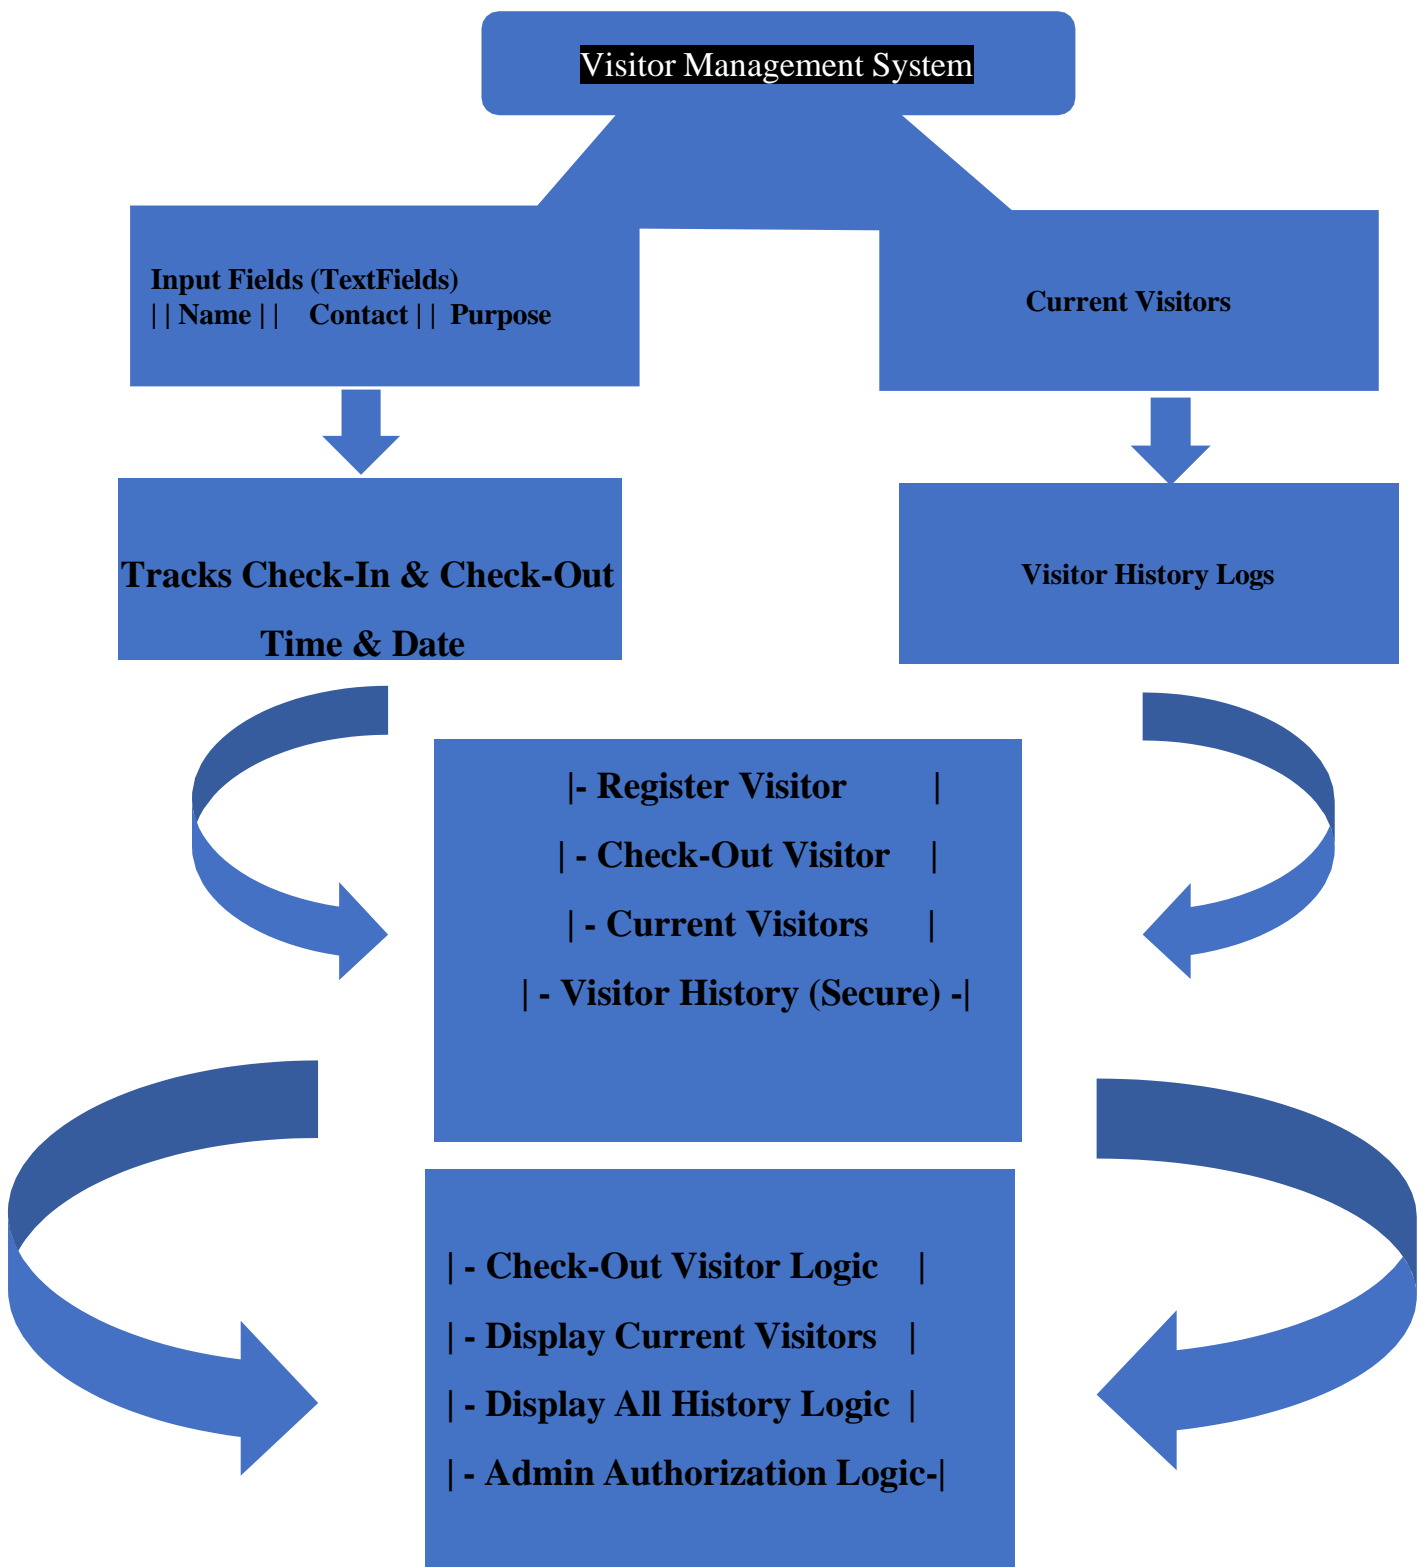 Visitor Management System
Input Fields (TextFields)
| | Name | | Contact | | Purpose
Current Visitors
Tracks Check-In & Check-Out
Time & Date
Visitor History Logs
|- Register Visitor |
| - Check-Out Visitor |
| - Current Visitors |
| - Visitor History (Secure) -|
| - Check-Out Visitor Logic |
| - Display Current Visitors |
| - Display All History Logic |
| - Admin Authorization Logic-|